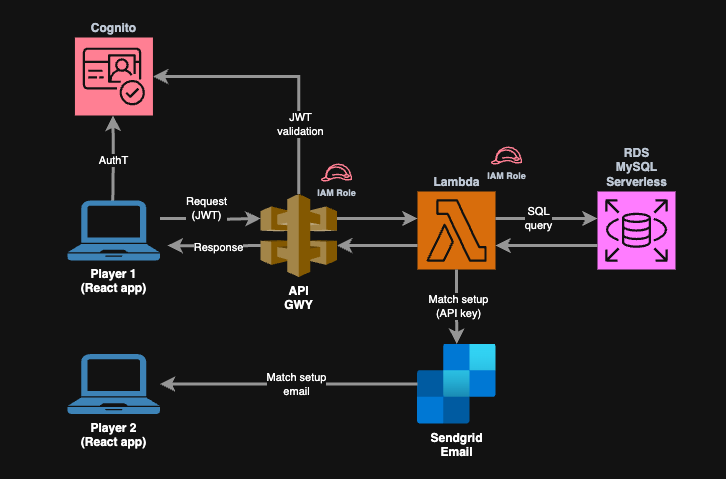 Cognito
JWT
validation
AuthT
IAM Role
IAM Role
Lambda
RDS
MySQL
Serverless
Request
(JWT)
SQL
query
Response
Player 1
(React app)
API
GWY
Match setup
(API key)
Match setup
email
Player 2
(React app)
Sendgrid
Email